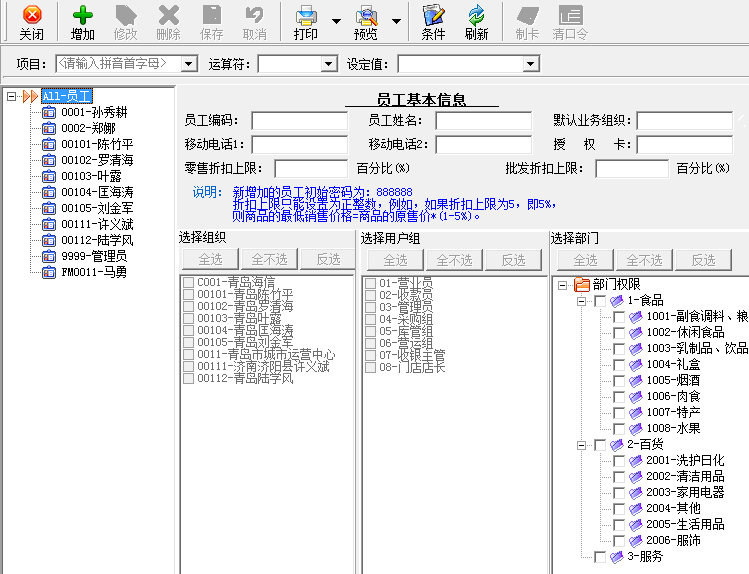 关闭 增加 修改 删除 保存 取消 打印 预览 条件 刷新 制卡 清口令
项目： <请输入拼音首字母> 运算符： 设定值：
All-员工
0001-孙秀耕
0002-郑娜
00101-陈竹平
00102-罗清海
00103-叶露
00104-匡海涛
00105-刘金军
00111-许义斌
00112-陆学风
9999-管理员
FM0011-马勇
员工基本信息
员工编码： 员工姓名： 默认业务组织：
移动电话1： 移动电话2： 授 权 卡：
零售折扣上限： 百分比(%) 批发折扣上限： 百分比(%)
说明： 新增加的员工初始密码为：888888
折扣上限只能设置为正整数，例如，如果折扣上限为5，即5%，
则商品的最低销售价格=商品的原售价*(1-5%)。
选择组织
全选 全不选 反选
C001-青岛海信
00101-青岛陈竹平
00102-青岛罗清海
00103-青岛叶露
00104-青岛匡海涛
00105-青岛刘金军
0011-青岛市城市运营中心
00111-济南济阳县许义斌
00112-青岛陆学风
选择用户组
全选 全不选 反选
01-营业员
02-收款员
03-管理员
04-采购组
05-库管组
06-营运组
07-收银主管
08-门店店长
选择部门
全选 全不选 反选
部门权限
1-食品
1001-副食调料、粮
1002-休闲食品
1003-乳制品、饮品
1004-礼盒
1005-烟酒
1006-肉食
1007-特产
1008-水果
2-百货
2001-洗护日化
2002-清洁用品
2003-家用电器
2004-其他
2005-生活用品
2006-服饰
3-服务